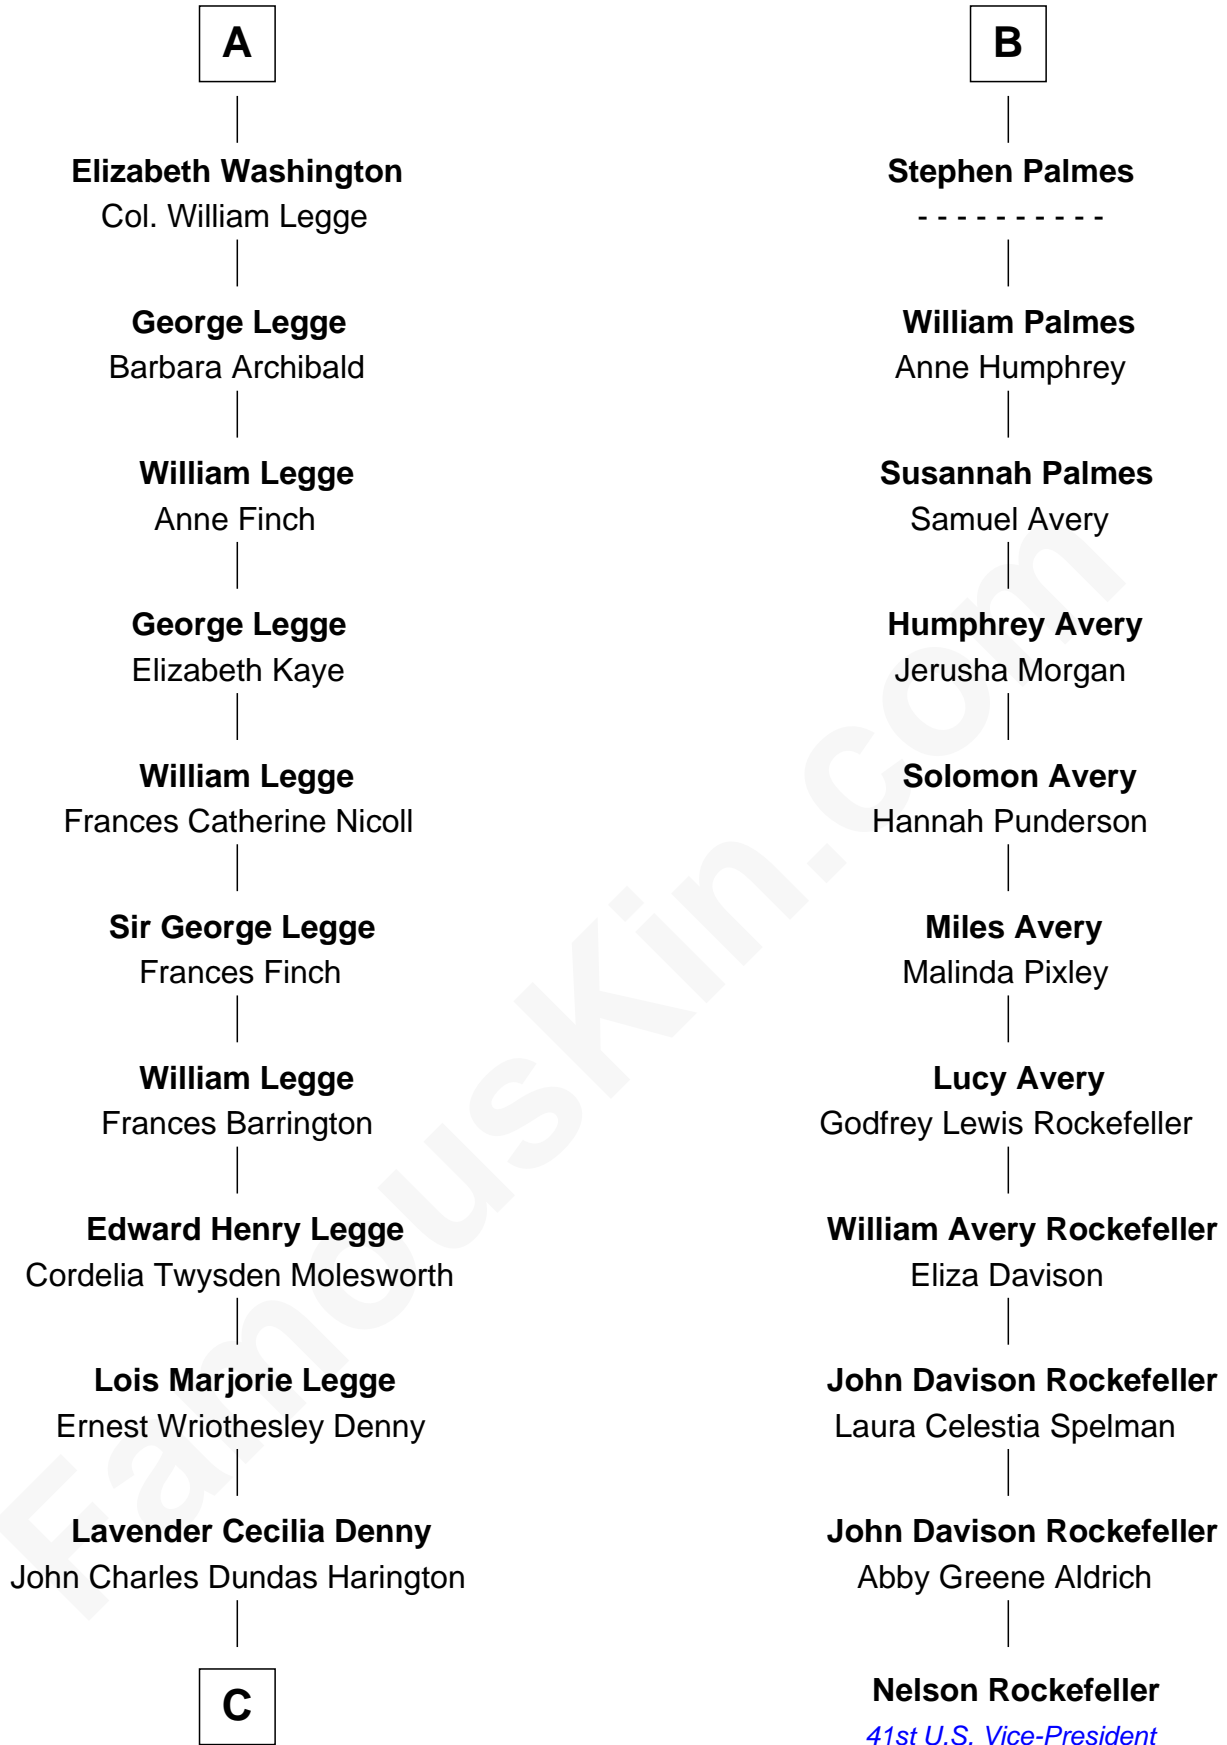 A
Elizabeth Washington
Col. William Legge
George Legge
Barbara Archibald
William Legge
Anne Finch
George Legge
Elizabeth Kaye
William Legge
Frances Catherine Nicoll
Sir George Legge
Frances Finch
William Legge
Frances Barrington
Edward Henry Legge
Cordelia Twysden Molesworth
Lois Marjorie Legge
Ernest Wriothesley Denny
Lavender Cecilia Denny
John Charles Dundas Harington
C
B
Stephen Palmes
- - - - - - - - - -
William Palmes
Anne Humphrey
Susannah Palmes
Samuel Avery
Humphrey Avery
Jerusha Morgan
Solomon Avery
Hannah Punderson
Miles Avery
Malinda Pixley
Lucy Avery
Godfrey Lewis Rockefeller
William Avery Rockefeller
Eliza Davison
John Davison Rockefeller
Laura Celestia Spelman
John Davison Rockefeller
Abby Greene Aldrich
Nelson Rockefeller
41st U.S. Vice-President
FamousKin.com